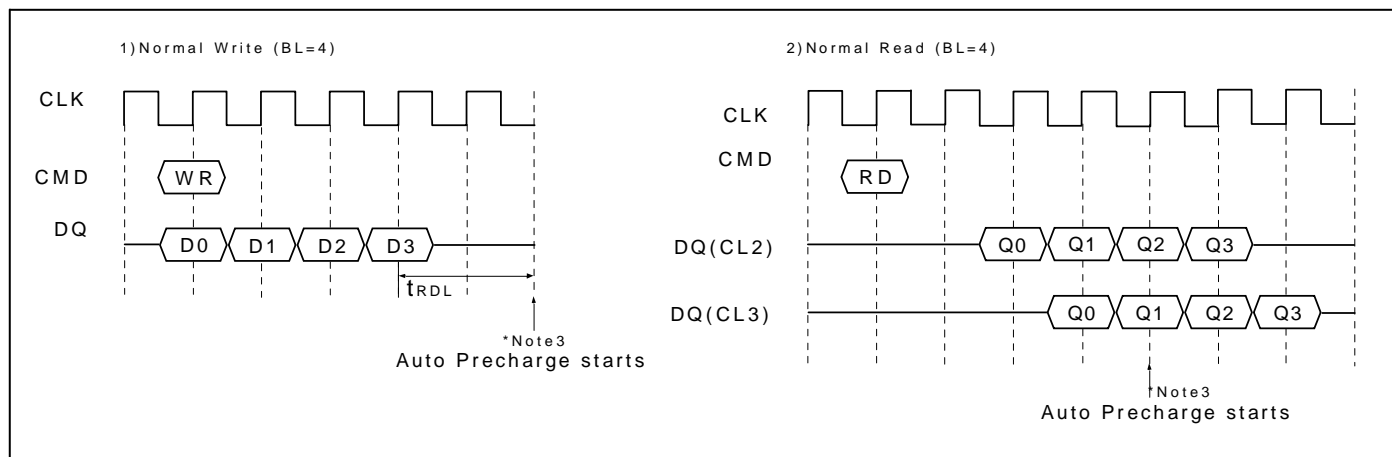 1)Normal Write (BL=4)
CLK
CMD
WR
DQ
D0 D1 D2 D3
tRDL
*Note3
Auto Precharge starts
2)Normal Read (BL=4)
CLK
CMD
RD
DQ(CL2)
Q0 Q1 Q2 Q3
DQ(CL3)
Q0 Q1 Q2 Q3
*Note3
Auto Precharge starts